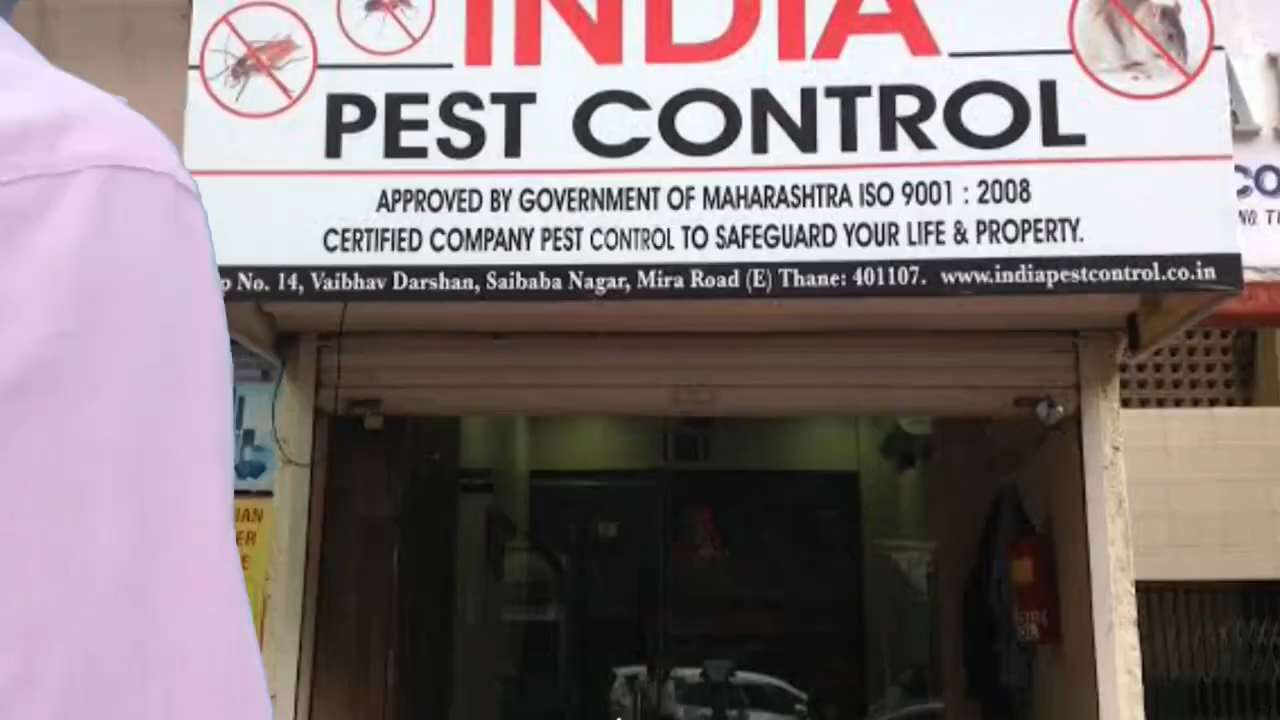 INDIA
PEST CONTROL
APPROVED BY GOVERNMENT OF MAHARASHTRA ISO 9001 : 2008
CERTIFIED COMPANY PEST CONTROL TO SAFEGUARD YOUR LIFE & PROPERTY.
No. 14, Vaibhav Darshan, Saibaba Nagar, Mira Road (E) Thane: 401107. www.indiapestcontrol.co.in